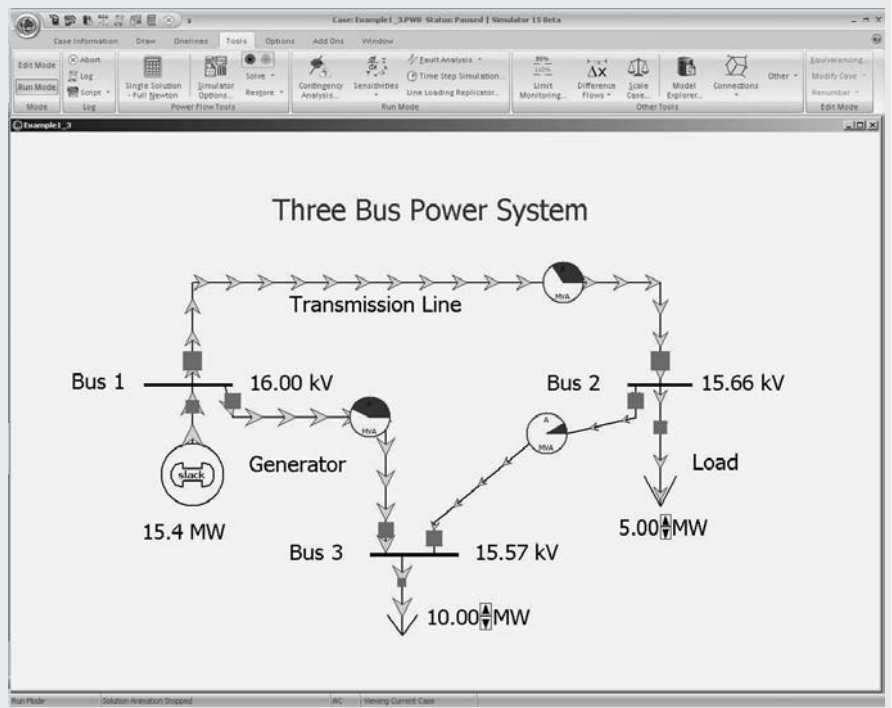 Case: Example1_3.PWB Status: Paused | Simulator 15 Beta
Case Information Draw Onelines Tools Options Add Ons Window
Edit Mode
Run Mode
Mode
Abort
Log
Script
Log
Single Solution
- Full Newton
Simulator
Options...
Solve
Restore
Power Flow Tools
Contingency
Analysis...
Sensitivities
Fault Analysis
Time Step Simulation...
Line Loading Replicator...
Run Mode
Limit
Monitoring...
Difference
Flows
Scale
Case...
Model
Explorer...
Connections
Other
Other Tools
Equivalencing...
Modify Case
Renumber
Edit Mode
Example1_3
Three Bus Power System
A
MVA
Transmission Line
Bus 1
16.00 kV
Bus 2
15.66 kV
A
MVA
A
MVA
Generator
Load
slack
15.4 MW
5.00 MW
Bus 3
15.57 kV
10.00 MW
Run Mode
Solution Animation Stopped
AC
Viewing Current Case